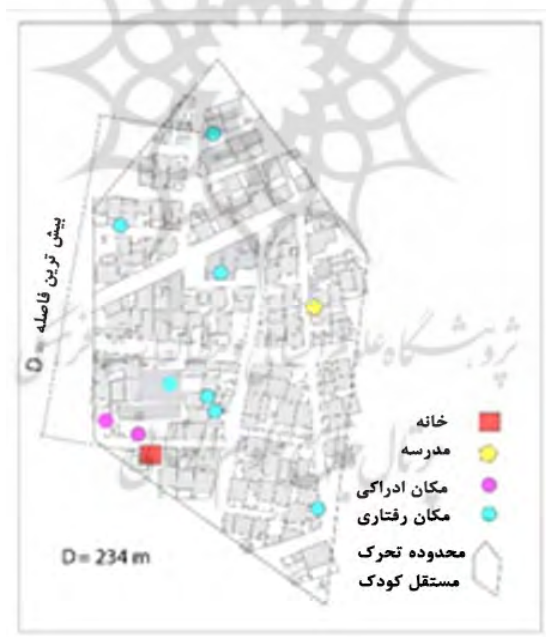 D = بیش ترین فاصله
خانه
مدرسه
مکان ادراکی
مکان رفتاری
محدوده تحرک
مستقل کودک
D = 234 m